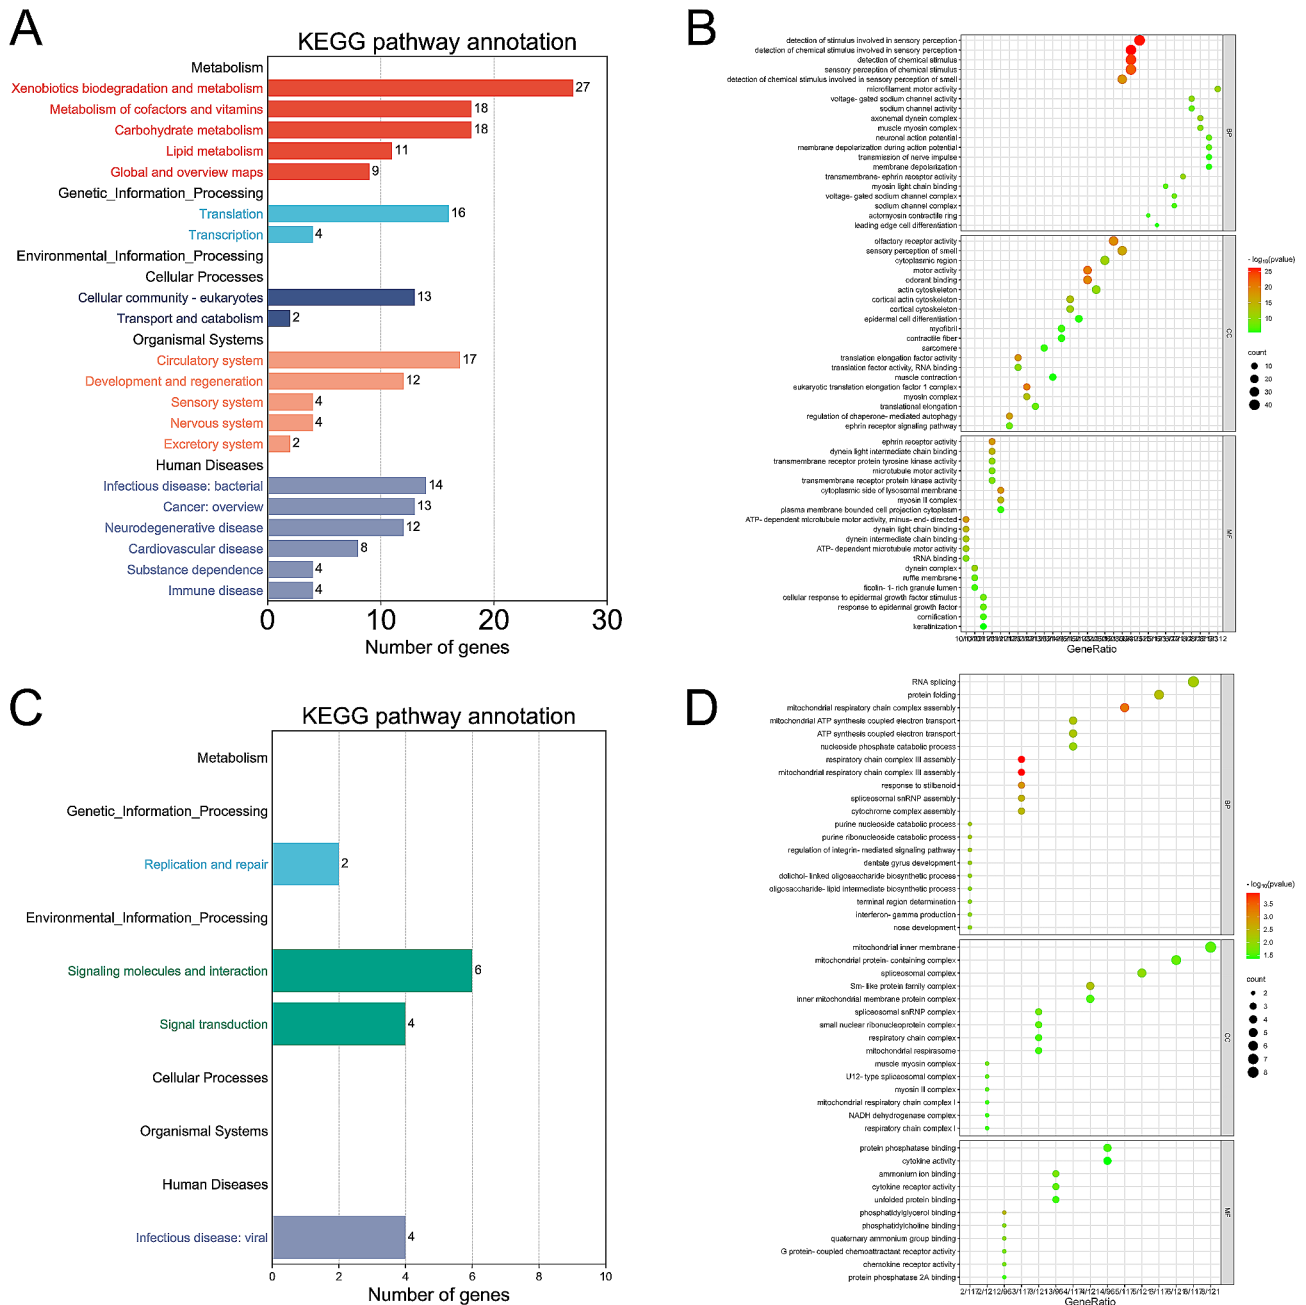 A
KEGG pathway annotation
Metabolism
Xenobiotics biodegradation and metabolism
27
Metabolism of cofactors and vitamins
18
Carbohydrate metabolism
18
Lipid metabolism
11
Global and overview maps
9
Genetic_Information_Processing
Translation
16
Transcription
4
Environmental_Information_Processing
Cellular Processes
Cellular community - eukaryotes
13
Transport and catabolism
2
Organismal Systems
Circulatory system
17
Development and regeneration
12
Sensory system
4
Nervous system
4
Excretory system
2
Human Diseases
Infectious disease: bacterial
14
Cancer: overview
13
Neurodegenerative disease
12
Cardiovascular disease
8
Substance dependence
4
Immune disease
4
0 10 20 30
Number of genes
B
detection of stimulus involved in sensory perception
detection of chemical stimulus involved in sensory perception
detection of chemical stimulus
sensory perception of chemical stimulus
detection of chemical stimulus involved in sensory perception of smell
microfilament motor activity
voltage- gated sodium channel activity
sodium channel activity
axonemal dynein complex
muscle myosin complex
neuronal action potential
membrane depolarization during action potential
transmission of nerve impulse
membrane depolarization
transmembrane- ephrin receptor activity
myosin light chain binding
voltage- gated sodium channel complex
sodium channel complex
actomyosin contractile ring
leading edge cell differentiation
BP
olfactory receptor activity
sensory perception of smell
cytoplasmic region
motor activity
odorant binding
actin cytoskeleton
cortical actin cytoskeleton
cortical cytoskeleton
epidermal cell differentiation
myofibril
contractile fiber
sarcomere
translation elongation factor activity
translation factor activity, RNA binding
muscle contraction
eukaryotic translation elongation factor 1 complex
myosin complex
translational elongation
regulation of chaperone- mediated autophagy
ephrin receptor signaling pathway
CC
ephrin receptor activity
dynein light intermediate chain binding
transmembrane receptor protein tyrosine kinase activity
microtubule motor activity
transmembrane receptor protein kinase activity
cytoplasmic side of lysosomal membrane
myosin II complex
plasma membrane bounded cell projection cytoplasm
ATP- dependent microtubule motor activity, minus- end- directed
dynein light chain binding
dynein intermediate chain binding
ATP- dependent microtubule motor activity
tRNA binding
dynein complex
ruffle membrane
ficolin- 1- rich granule lumen
cellular response to epidermal growth factor stimulus
response to epidermal growth factor
cornification
keratinization
MF
GeneRatio
- log10(pvalue)
25
20
15
10
count
10
20
30
40
C
KEGG pathway annotation
Metabolism
Genetic_Information_Processing
Replication and repair
2
Environmental_Information_Processing
Signaling molecules and interaction
6
Signal transduction
4
Cellular Processes
Organismal Systems
Human Diseases
Infectious disease: viral
4
0 2 4 6 8 10
Number of genes
D
RNA splicing
protein folding
mitochondrial respiratory chain complex assembly
mitochondrial ATP synthesis coupled electron transport
ATP synthesis coupled electron transport
nucleoside phosphate catabolic process
respiratory chain complex III assembly
mitochondrial respiratory chain complex III assembly
response to stilbenoid
spliceosomal snRNP assembly
cytochrome complex assembly
purine nucleoside catabolic process
purine ribonucleoside catabolic process
regulation of integrin- mediated signaling pathway
dentate gyrus development
dolichol- linked oligosaccharide biosynthetic process
oligosaccharide- lipid intermediate biosynthetic process
terminal region determination
interferon- gamma production
nose development
BP
mitochondrial inner membrane
mitochondrial protein- containing complex
spliceosomal complex
Sm- like protein family complex
inner mitochondrial membrane protein complex
spliceosomal snRNP complex
small nuclear ribonucleoprotein complex
respiratory chain complex
mitochondrial respirasome
muscle myosin complex
U12- type spliceosomal complex
myosin II complex
mitochondrial respiratory chain complex I
NADH dehydrogenase complex
respiratory chain complex I
CC
protein phosphatase binding
cytokine activity
ammonium ion binding
cytokine receptor activity
unfolded protein binding
phosphatidylglycerol binding
phosphatidylcholine binding
quaternary ammonium group binding
G protein- coupled chemoattractant receptor activity
chemokine receptor activity
protein phosphatase 2A binding
MF
GeneRatio
- log10(pvalue)
3.5
3.0
2.5
2.0
1.5
count
2
3
4
5
6
7
8